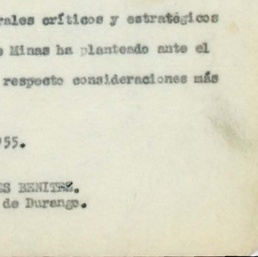 rales críticos y estratégicos
e Minas ha planteado ante el
respecto consideraciones más
955.
ES BENITEZ.
de Durango.